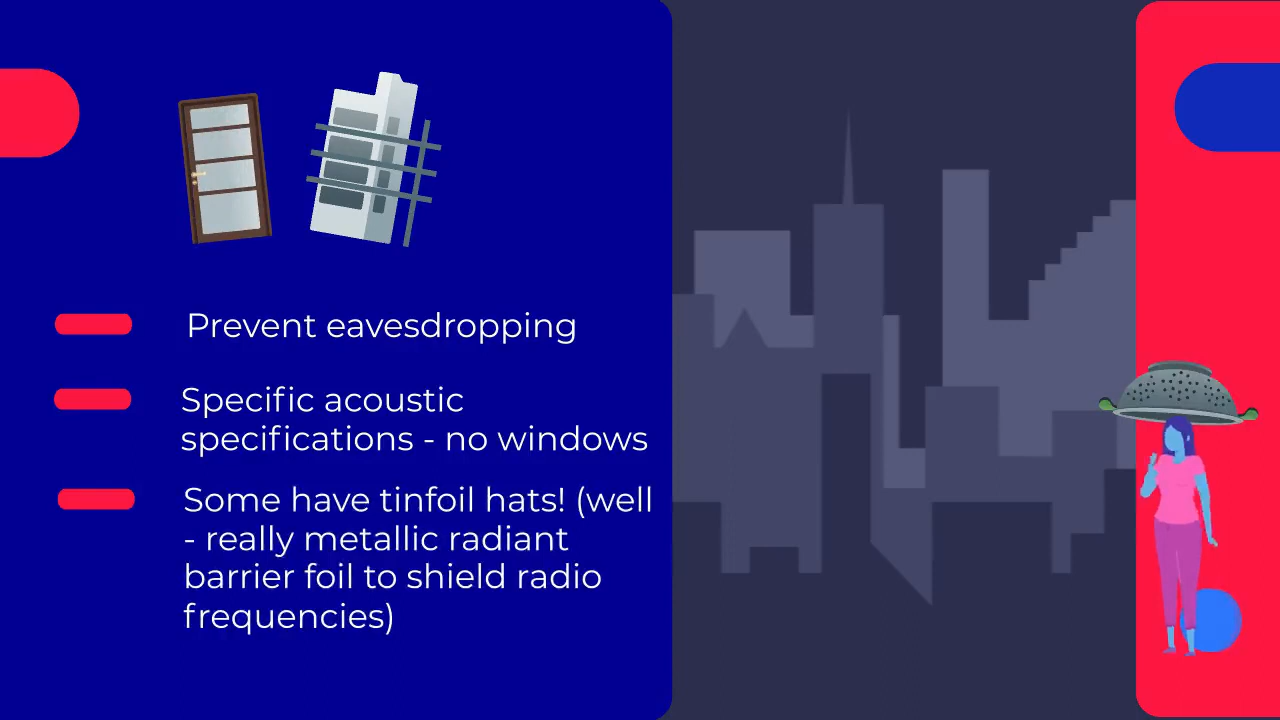 Prevent eavesdropping
Specific acoustic
specifications - no windows
Some have tinfoil hats! (well
- really metallic radiant
barrier foil to shield radio
frequencies)